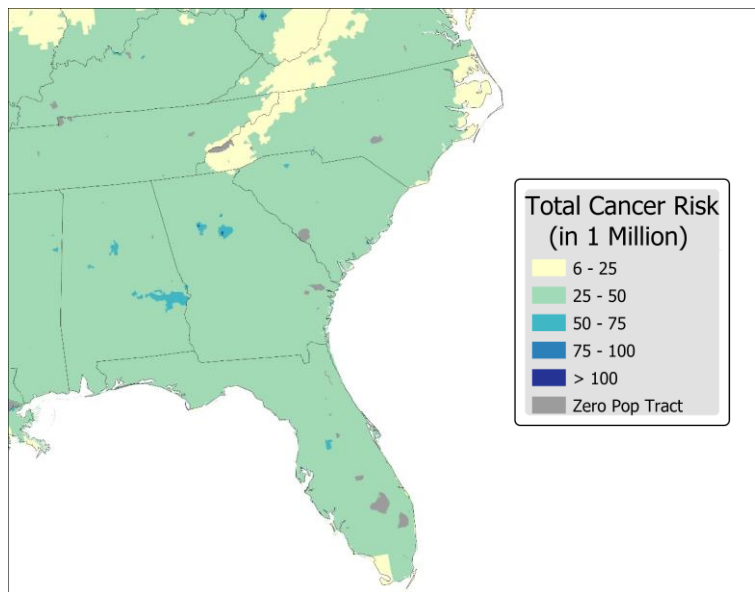 Total Cancer Risk
(in 1 Million)
6 - 25
25 - 50
50 - 75
75 - 100
> 100
Zero Pop Tract